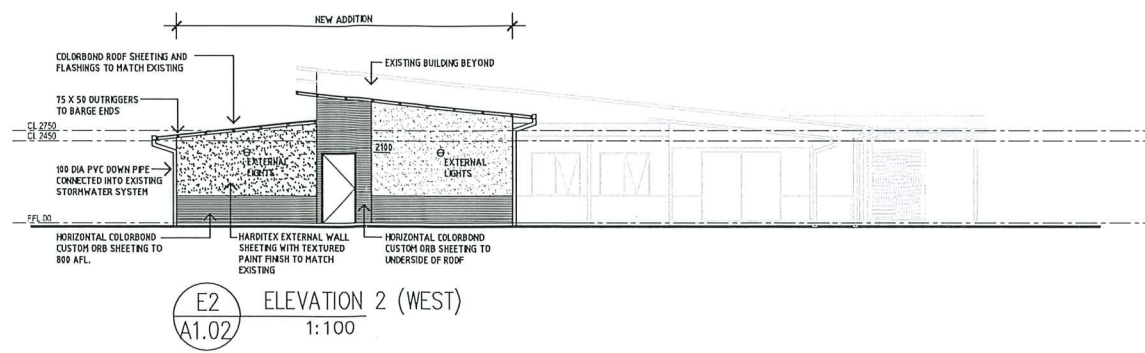 NEW ADDITION
COLORBOND ROOF SHEETING AND
FLASHINGS TO MATCH EXISTING
EXISTING BUILDING BEYOND
75 X 50 OUTRIGGERS
TO BARGE ENDS
CL 2750
CL 2450
2100
EXTERNAL
LIGHTS
EXTERNAL
LIGHTS
100 DIA PVC DOWN PIPE
CONNECTED INTO EXISTING
STORMWATER SYSTEM
FFL 00
HORIZONTAL COLORBOND
CUSTOM ORB SHEETING TO
800 AFL.
HARDITEX EXTERNAL WALL
SHEETING WITH TEXTURED
PAINT FINISH TO MATCH
EXISTING
HORIZONTAL COLORBOND
CUSTOM ORB SHEETING TO
UNDERSIDE OF ROOF
E2
A1.02
ELEVATION 2 (WEST)
1:100